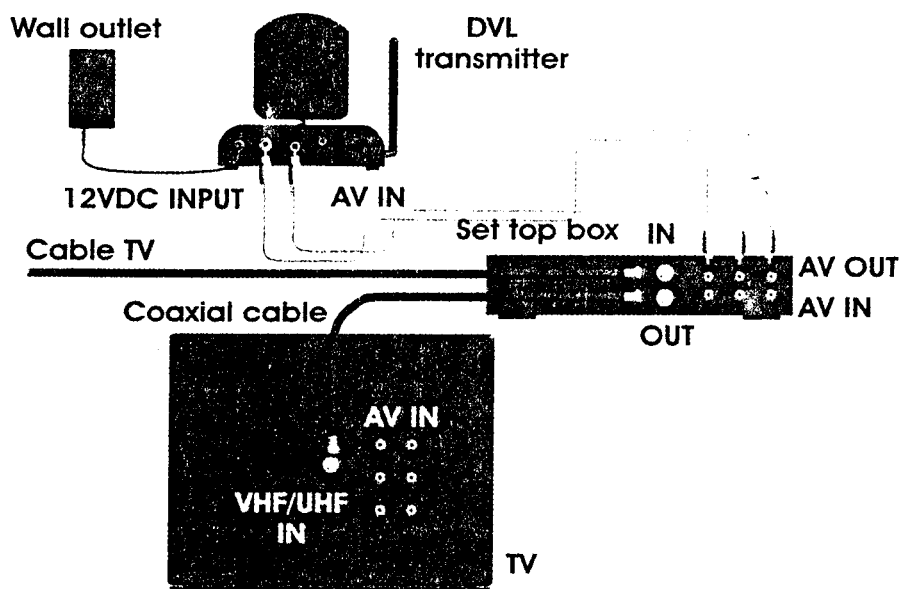 Wall outlet
DVL
transmitter
12VDC INPUT
AV IN
Set top box
IN
Cable TV
AV OUT
AV IN
Coaxial cable
OUT
AV IN
VHF/UHF
IN
TV